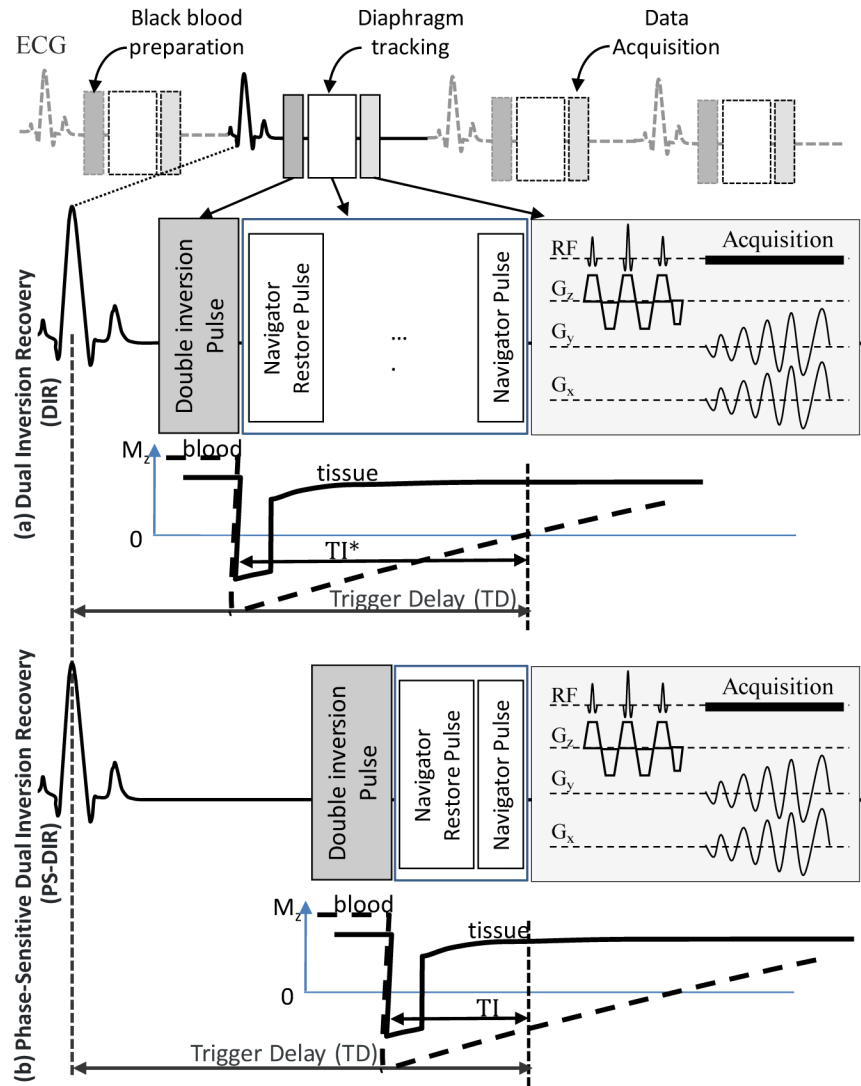 Black blood
preparation
Diaphragm
tracking
Data
Acquisition
ECG
(a) Dual Inversion Recovery
(DIR)
Double inversion
Pulse
Navigator
Restore Pulse
...
.
Navigator Pulse
RF
Acquisition
Gz
Gy
Gx
Mz
blood
tissue
0
TI*
Trigger Delay (TD)
(b) Phase-Sensitive Dual Inversion Recovery
(PS-DIR)
Double inversion
Pulse
Navigator
Restore Pulse
Navigator Pulse
RF
Acquisition
Gz
Gy
Gx
Mz
blood
tissue
0
TI
Trigger Delay (TD)